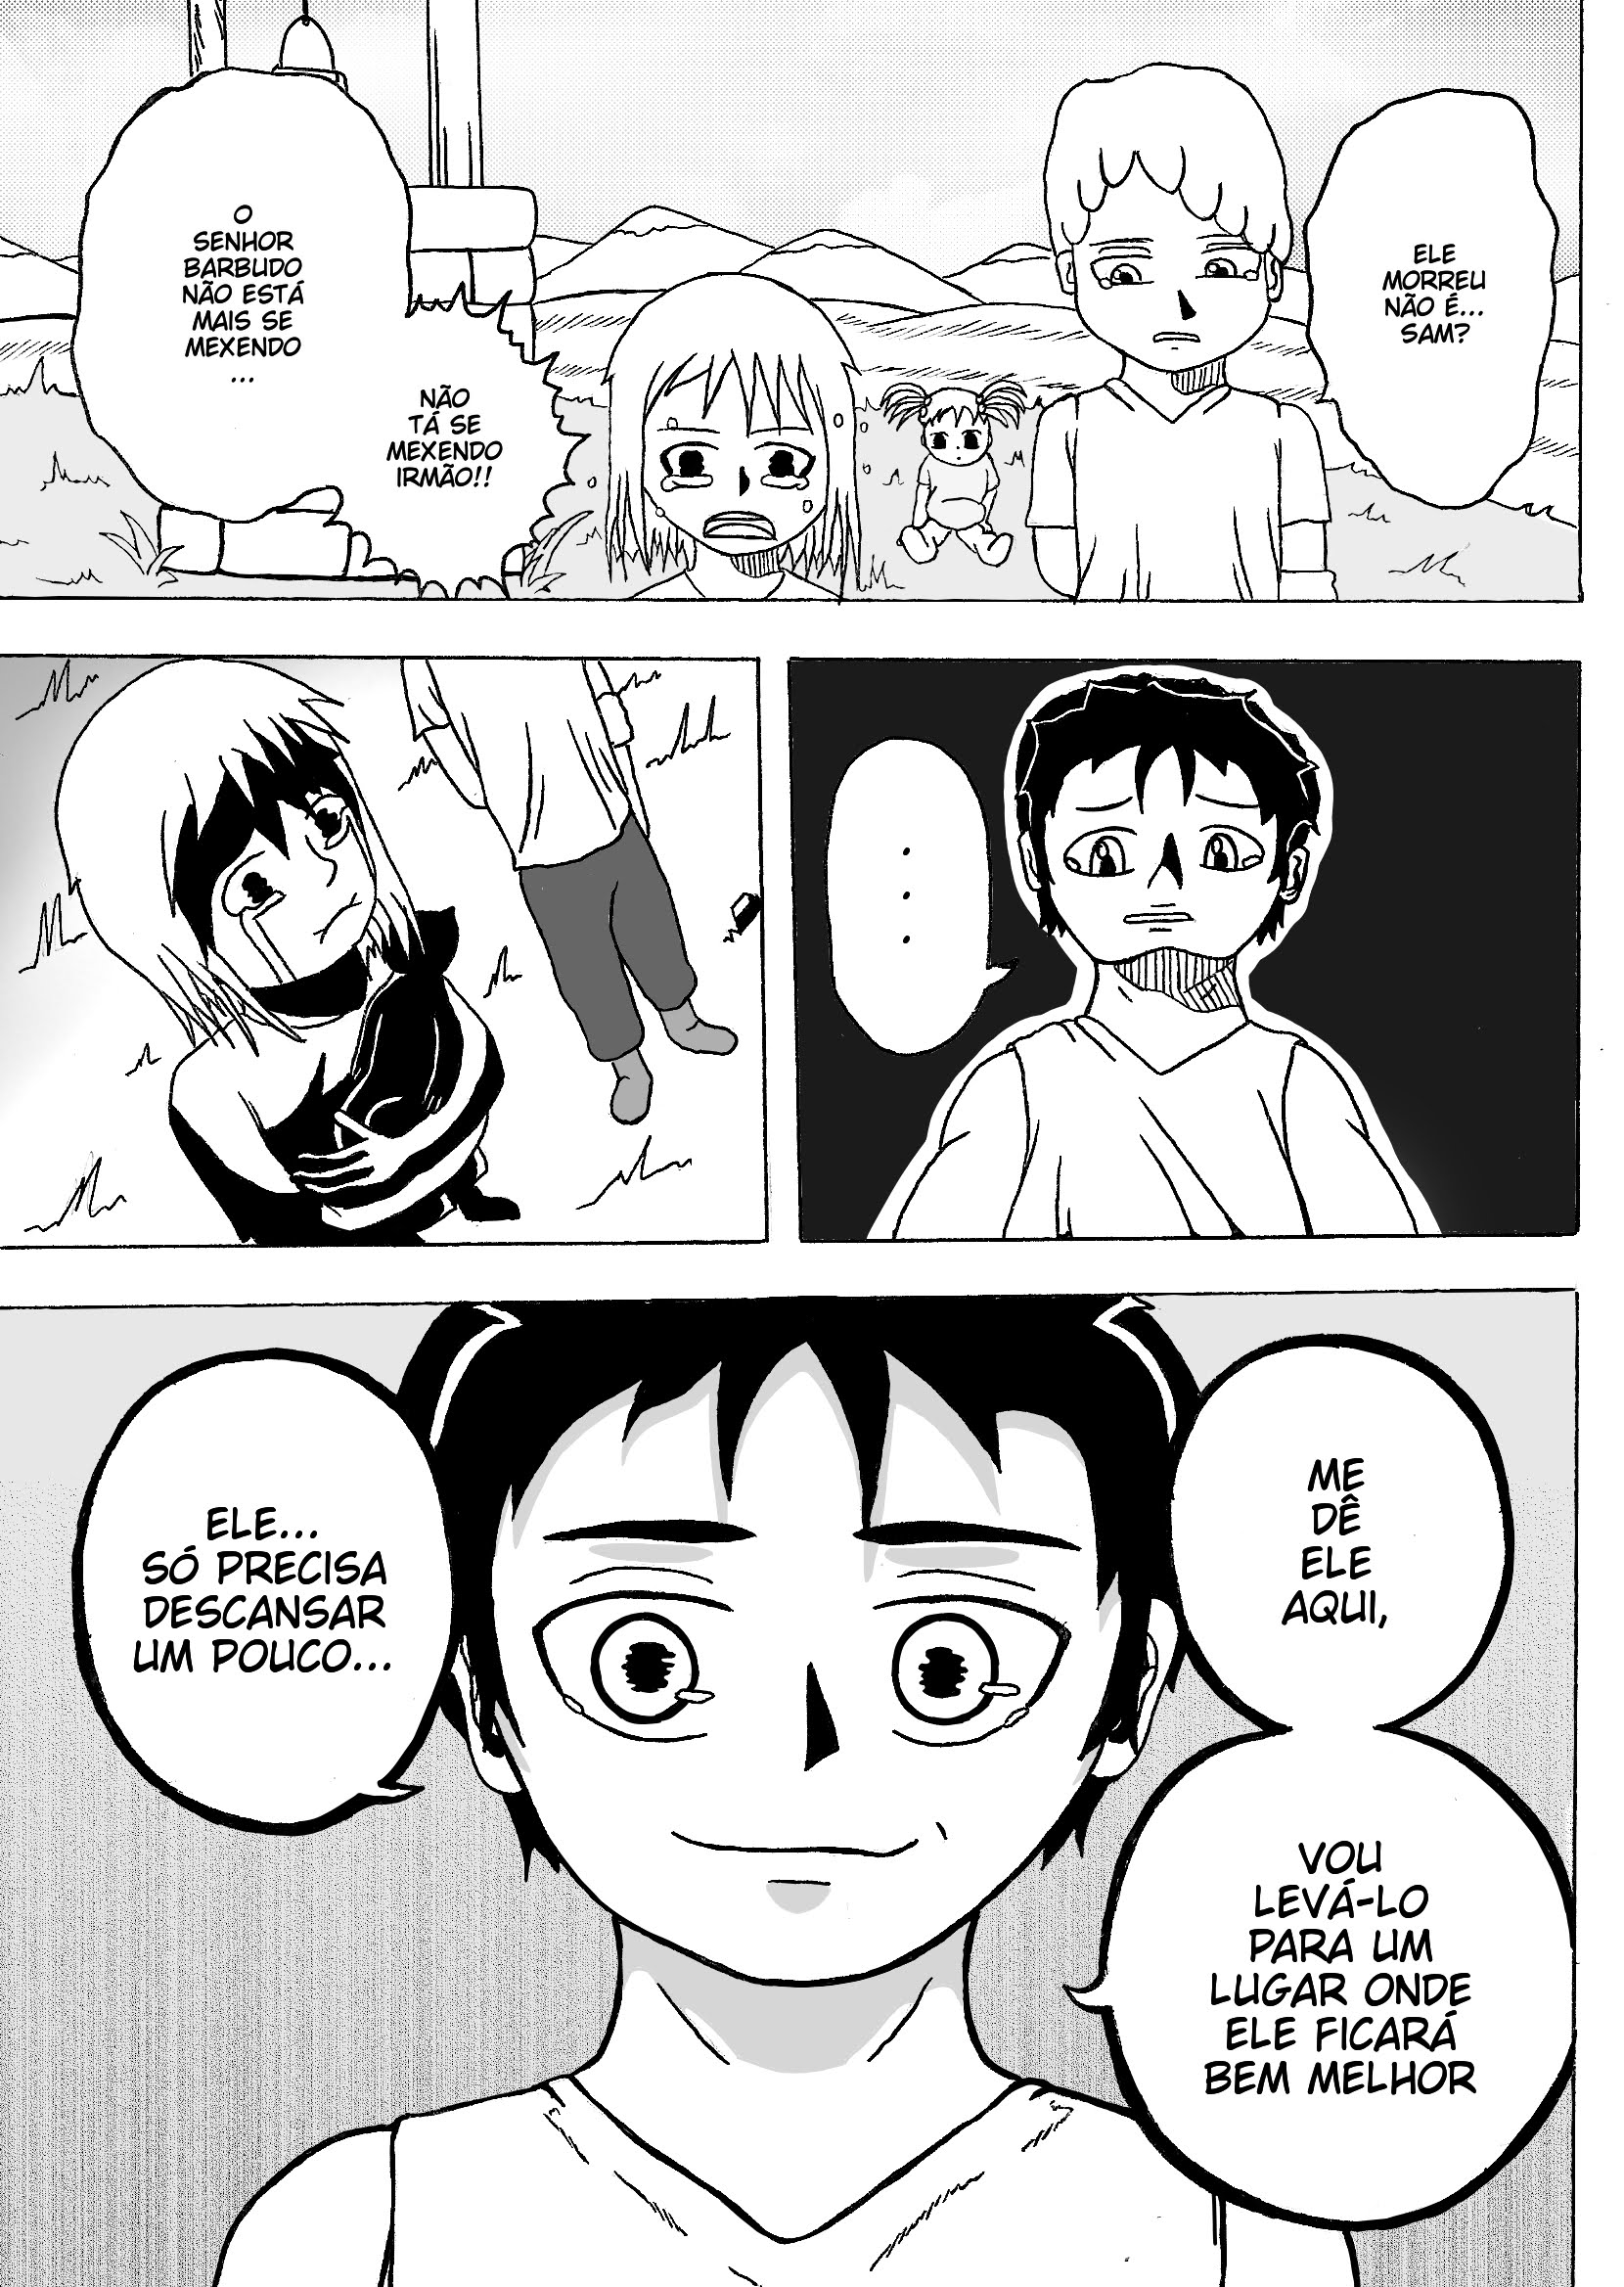 ELE
MORREU
NÃO É...
SAM?
O
SENHOR
BARBUDO
NÃO ESTÁ
MAIS SE
MEXENDO
...
NÃO
TÁ SE
MEXENDO
IRMÃO!!
.
.
.
ME
DÊ
ELE
AQUI,
VOU
LEVÁ-LO
PARA UM
LUGAR ONDE
ELE FICARÁ
BEM MELHOR
ELE...
SÓ PRECISA
DESCANSAR
UM POUCO...